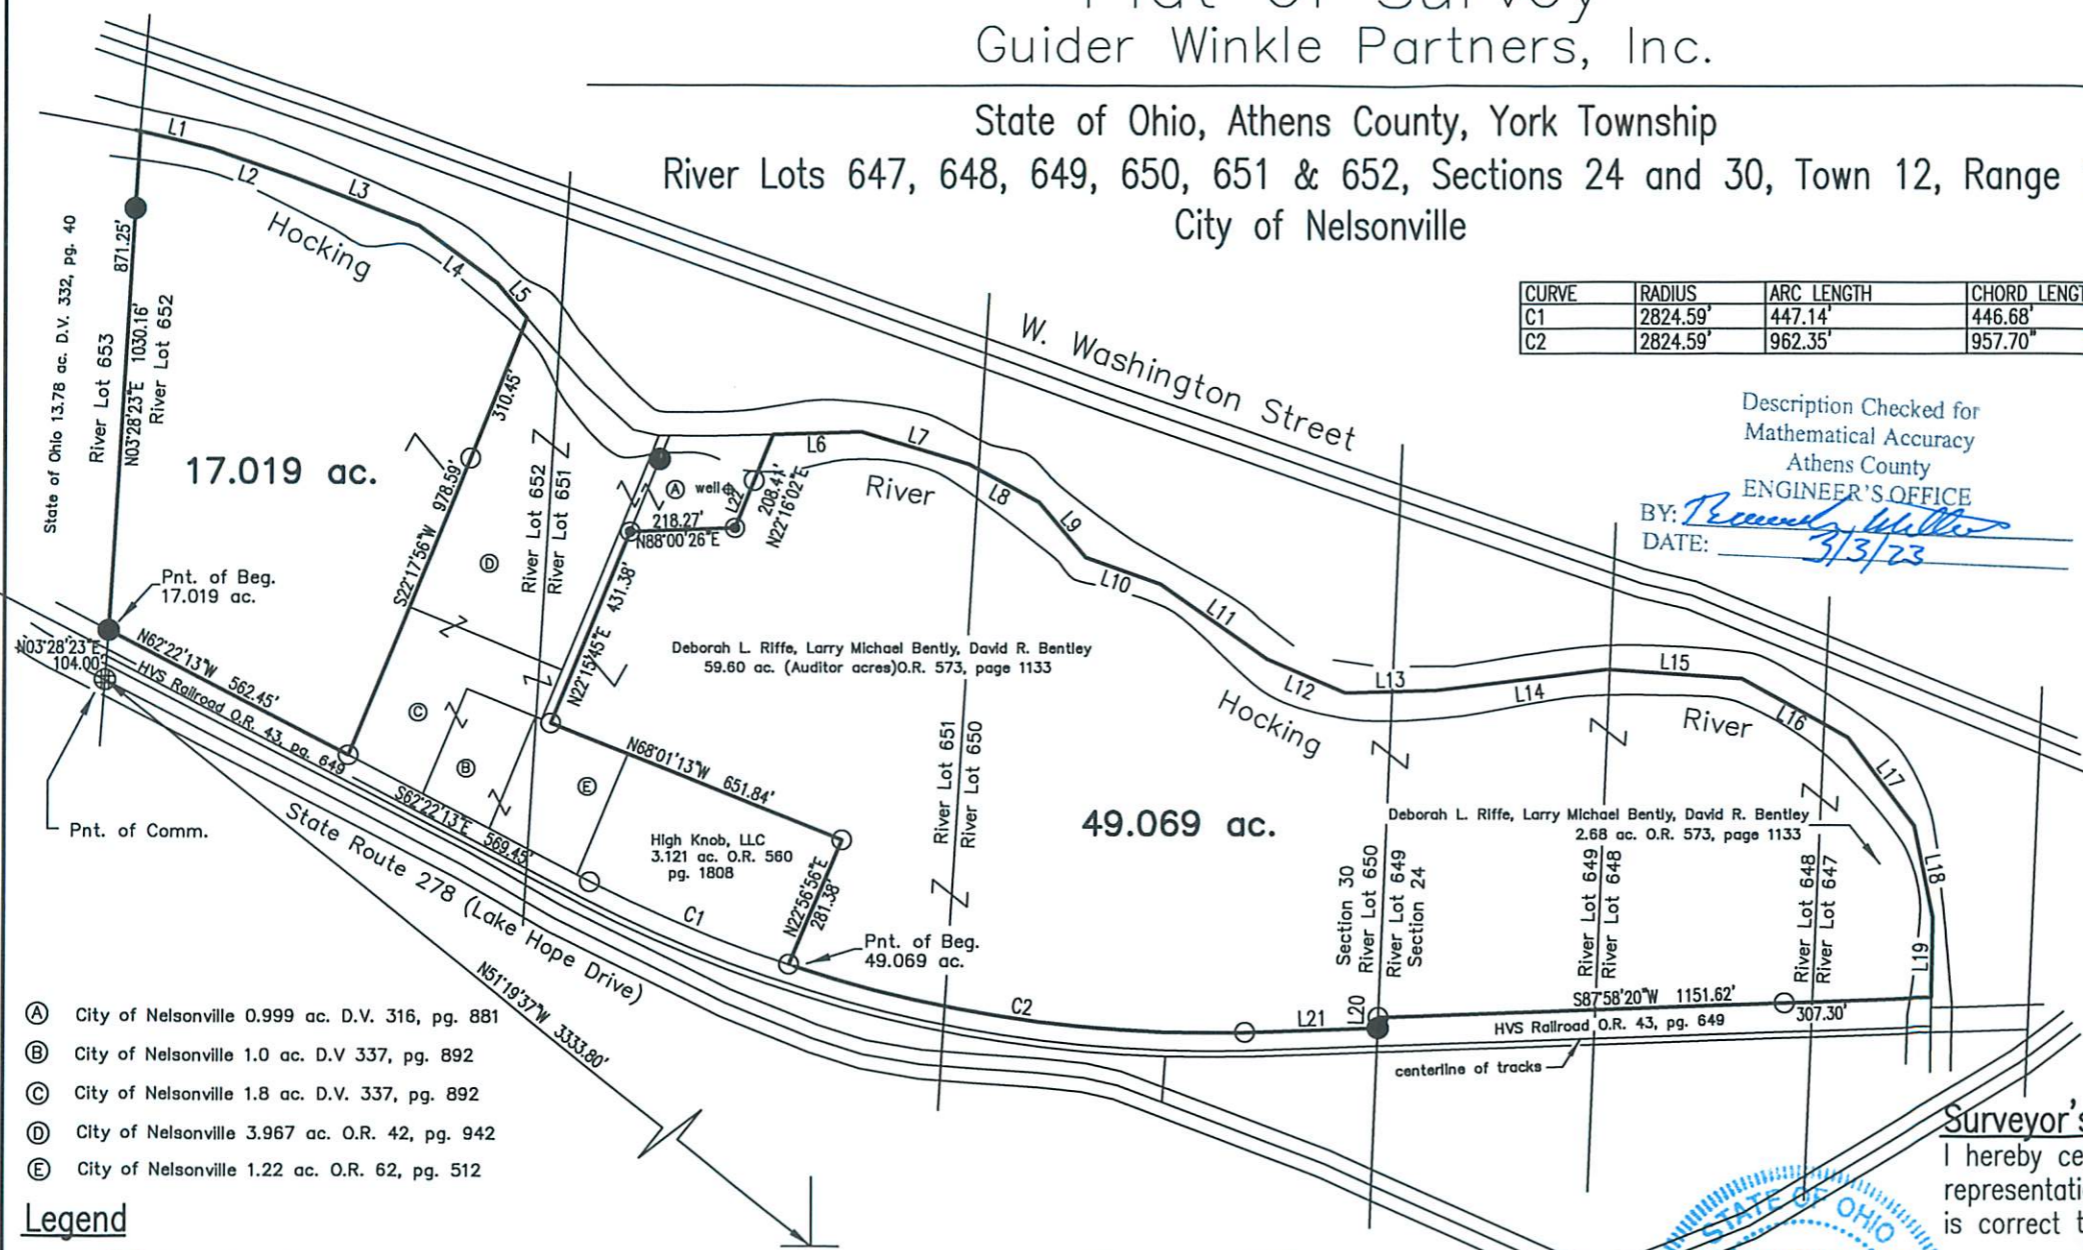 Plat of Survey
Guider Winkle Partners, Inc.
State of Ohio, Athens County, York Township
River Lots 647, 648, 649, 650, 651 & 652, Sections 24 and 30, Town 12, Range
City of Nelsonville
CURVE RADIUS ARC LENGTH CHORD LENGT
C1 2824.59' 447.14' 446.68'
C2 2824.59' 962.35' 957.70"
Description Checked for
Mathematical Accuracy
Athens County
ENGINEER'S OFFICE
BY:
DATE: 3/3/23
L1
L2
L3
L4
L5
Hocking
W. Washington Street
State of Ohio 13.78 ac. D.V. 332, pg. 40
River Lot 653
871.25'
N03°28'23"E 1030.16'
River Lot 652
17.019 ac.
310.45'
S22°17'56"W 978.59'
D
River Lot 652
River Lot 651
A well
L22
208.41'
N22°16'02"E
218.27'
N88°00'26"E
L6
L7
L8
L9
L10
L11
L12
L13
L14
L15
L16
L17
L18
L19
River
Hocking
River
Pnt. of Beg.
17.019 ac.
N03°28'23"E
104.00'
N62°22'13"W 562.45'
HVS Railroad O.R. 43, pg. 649
Pnt. of Comm.
N22°15'45"E 431.38'
Deborah L. Riffe, Larry Michael Bently, David R. Bentley
59.60 ac. (Auditor acres)O.R. 573, page 1133
C
B
E
N68°01'13"W 651.84'
S62°22'13"E 569.45'
High Knob, LLC
3.121 ac. O.R. 560
pg. 1808
N22°56'56"E
281.38'
C1
Pnt. of Beg.
49.069 ac.
State Route 278 (Lake Hope Drive)
River Lot 651
River Lot 650
49.069 ac.
Deborah L. Riffe, Larry Michael Bently, David R. Bentley
2.68 ac. O.R. 573, page 1133
Section 30
River Lot 650
River Lot 649
Section 24
River Lot 649
River Lot 648
River Lot 648
River Lot 647
C2
L21
L20
S87°58'20"W 1151.62'
307.30'
HVS Railroad O.R. 43, pg. 649
centerline of tracks
N51°19'37"W 3333.80'
A City of Nelsonville 0.999 ac. D.V. 316, pg. 881
B City of Nelsonville 1.0 ac. D.V 337, pg. 892
C City of Nelsonville 1.8 ac. D.V. 337, pg. 892
D City of Nelsonville 3.967 ac. O.R. 42, pg. 942
E City of Nelsonville 1.22 ac. O.R. 62, pg. 512
Legend
Surveyor's
I hereby ce
representati
is correct t
STATE OF OHIO